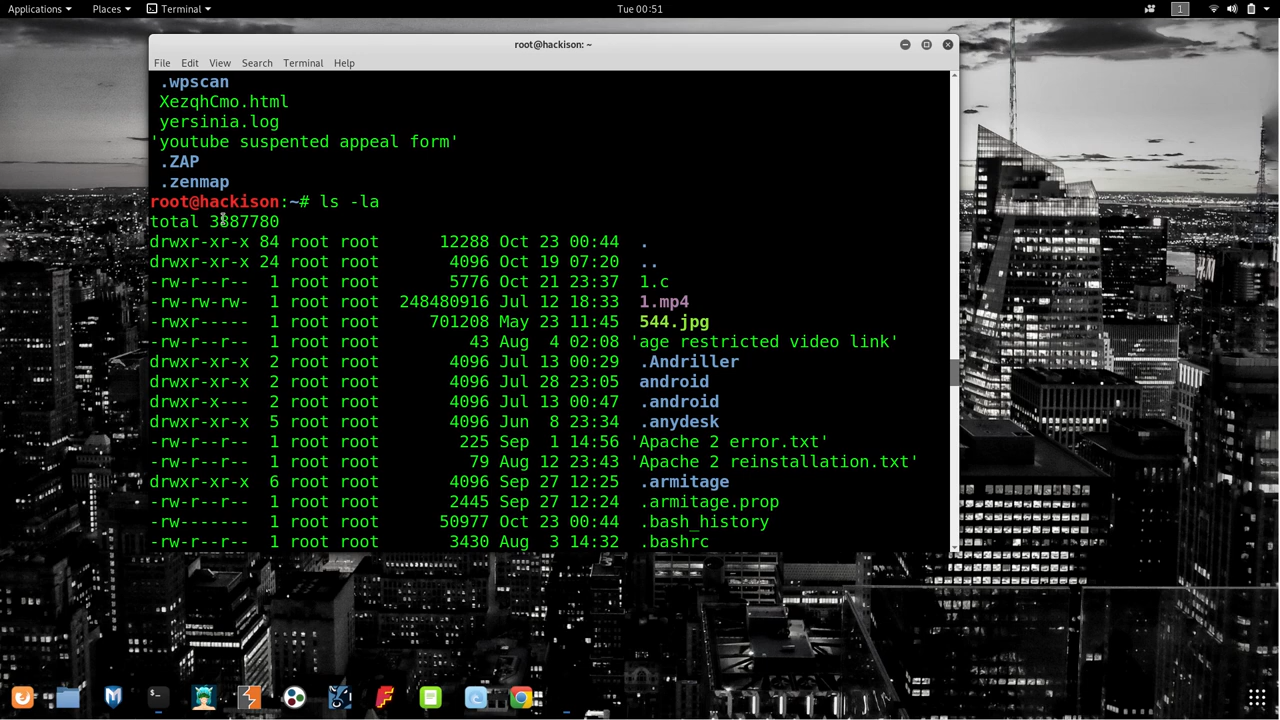 Applications Places Terminal Tue 00:51 1
root@hackison: ~
File Edit View Search Terminal Help
.wpscan
XezqhCmo.html
yersinia.log
'youtube suspented appeal form'
.ZAP
.zenmap
root@hackison:~# ls -la
total 3887780
drwxr-xr-x 84 root root 12288 Oct 23 00:44 .
drwxr-xr-x 24 root root 4096 Oct 19 07:20 ..
-rw-r--r-- 1 root root 5776 Oct 21 23:37 1.c
-rw-rw-rw- 1 root root 248480916 Jul 12 18:33 1.mp4
-rwxr----- 1 root root 701208 May 23 11:45 544.jpg
-rw-r--r-- 1 root root 43 Aug 4 02:08 'age restricted video link'
drwxr-xr-x 2 root root 4096 Jul 13 00:29 .Andriller
drwxr-xr-x 2 root root 4096 Jul 28 23:05 android
drwxr-x--- 2 root root 4096 Jul 13 00:47 .android
drwxr-xr-x 5 root root 4096 Jun 8 23:34 .anydesk
-rw-r--r-- 1 root root 225 Sep 1 14:56 'Apache 2 error.txt'
-rw-r--r-- 1 root root 79 Aug 12 23:43 'Apache 2 reinstallation.txt'
drwxr-xr-x 6 root root 4096 Sep 27 12:25 .armitage
-rw-r--r-- 1 root root 2445 Sep 27 12:24 .armitage.prop
-rw------- 1 root root 50977 Oct 23 00:44 .bash_history
-rw-r--r-- 1 root root 3430 Aug 3 14:32 .bashrc